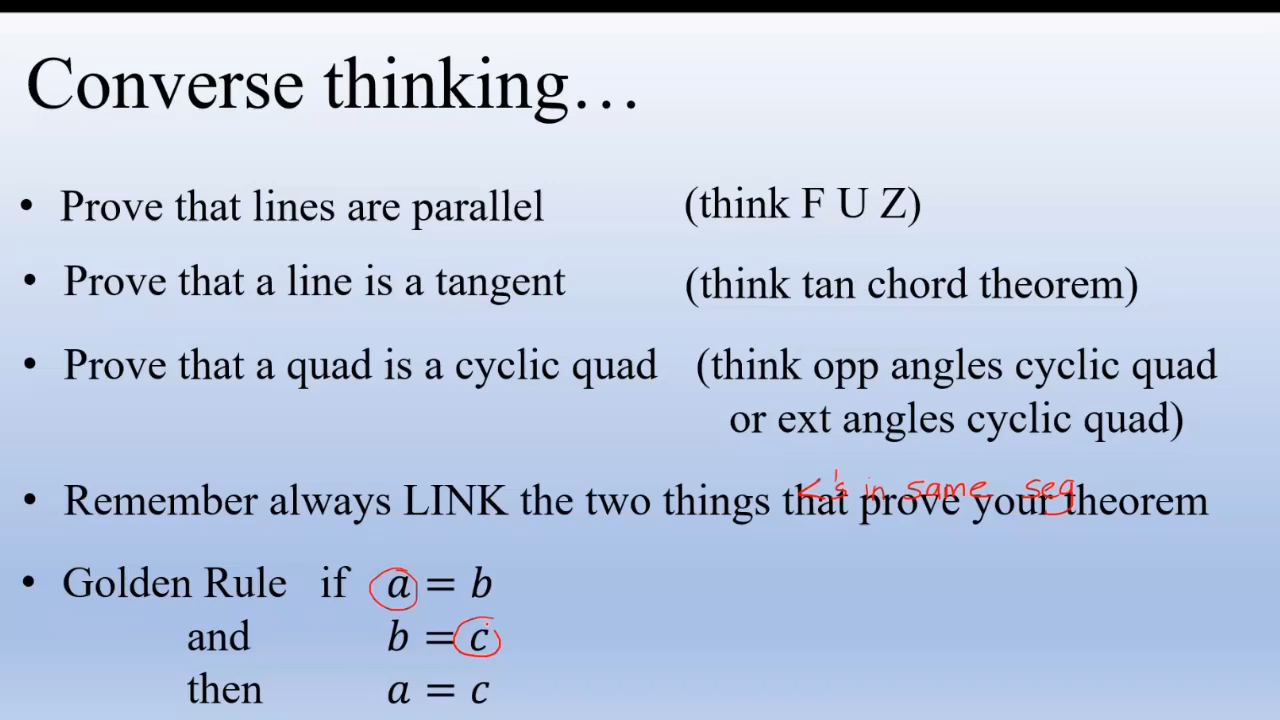 Converse thinking…
• Prove that lines are parallel (think F U Z)
• Prove that a line is a tangent (think tan chord theorem)
• Prove that a quad is a cyclic quad (think opp angles cyclic quad
or ext angles cyclic quad)
<'s in same seg
• Remember always LINK the two things that prove your theorem
• Golden Rule if a = b
and b = c
then a = c